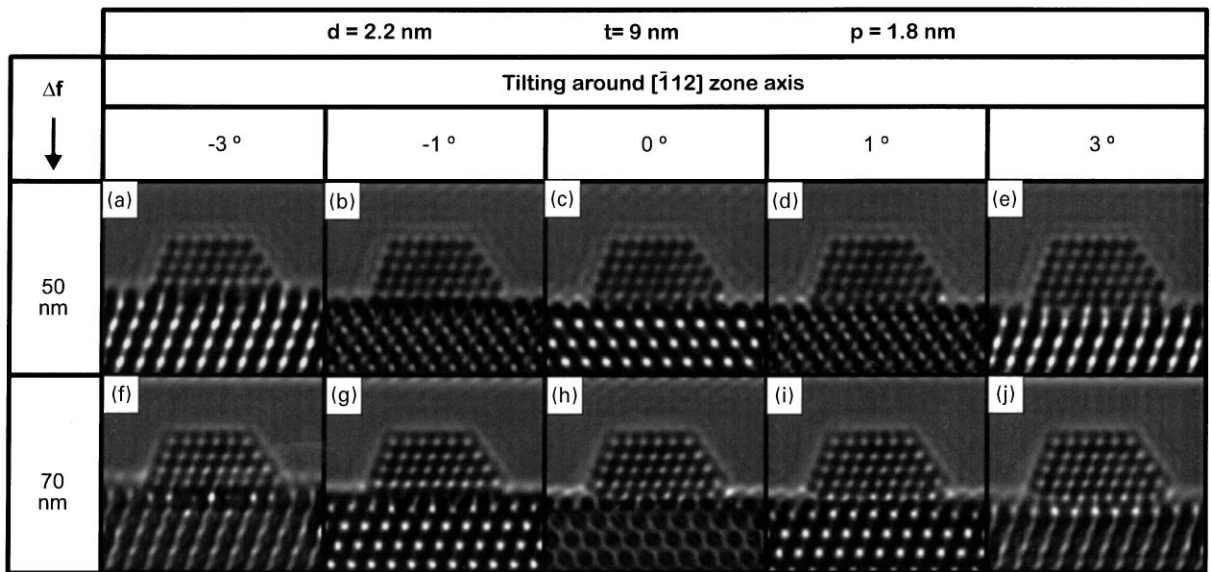 d = 2.2 nm t= 9 nm p = 1.8 nm
Δf
Tilting around [1̄12] zone axis
-3 º -1 º 0 º 1 º 3 º
(a) (b) (c) (d) (e)
50
nm
(f) (g) (h) (i) (j)
70
nm